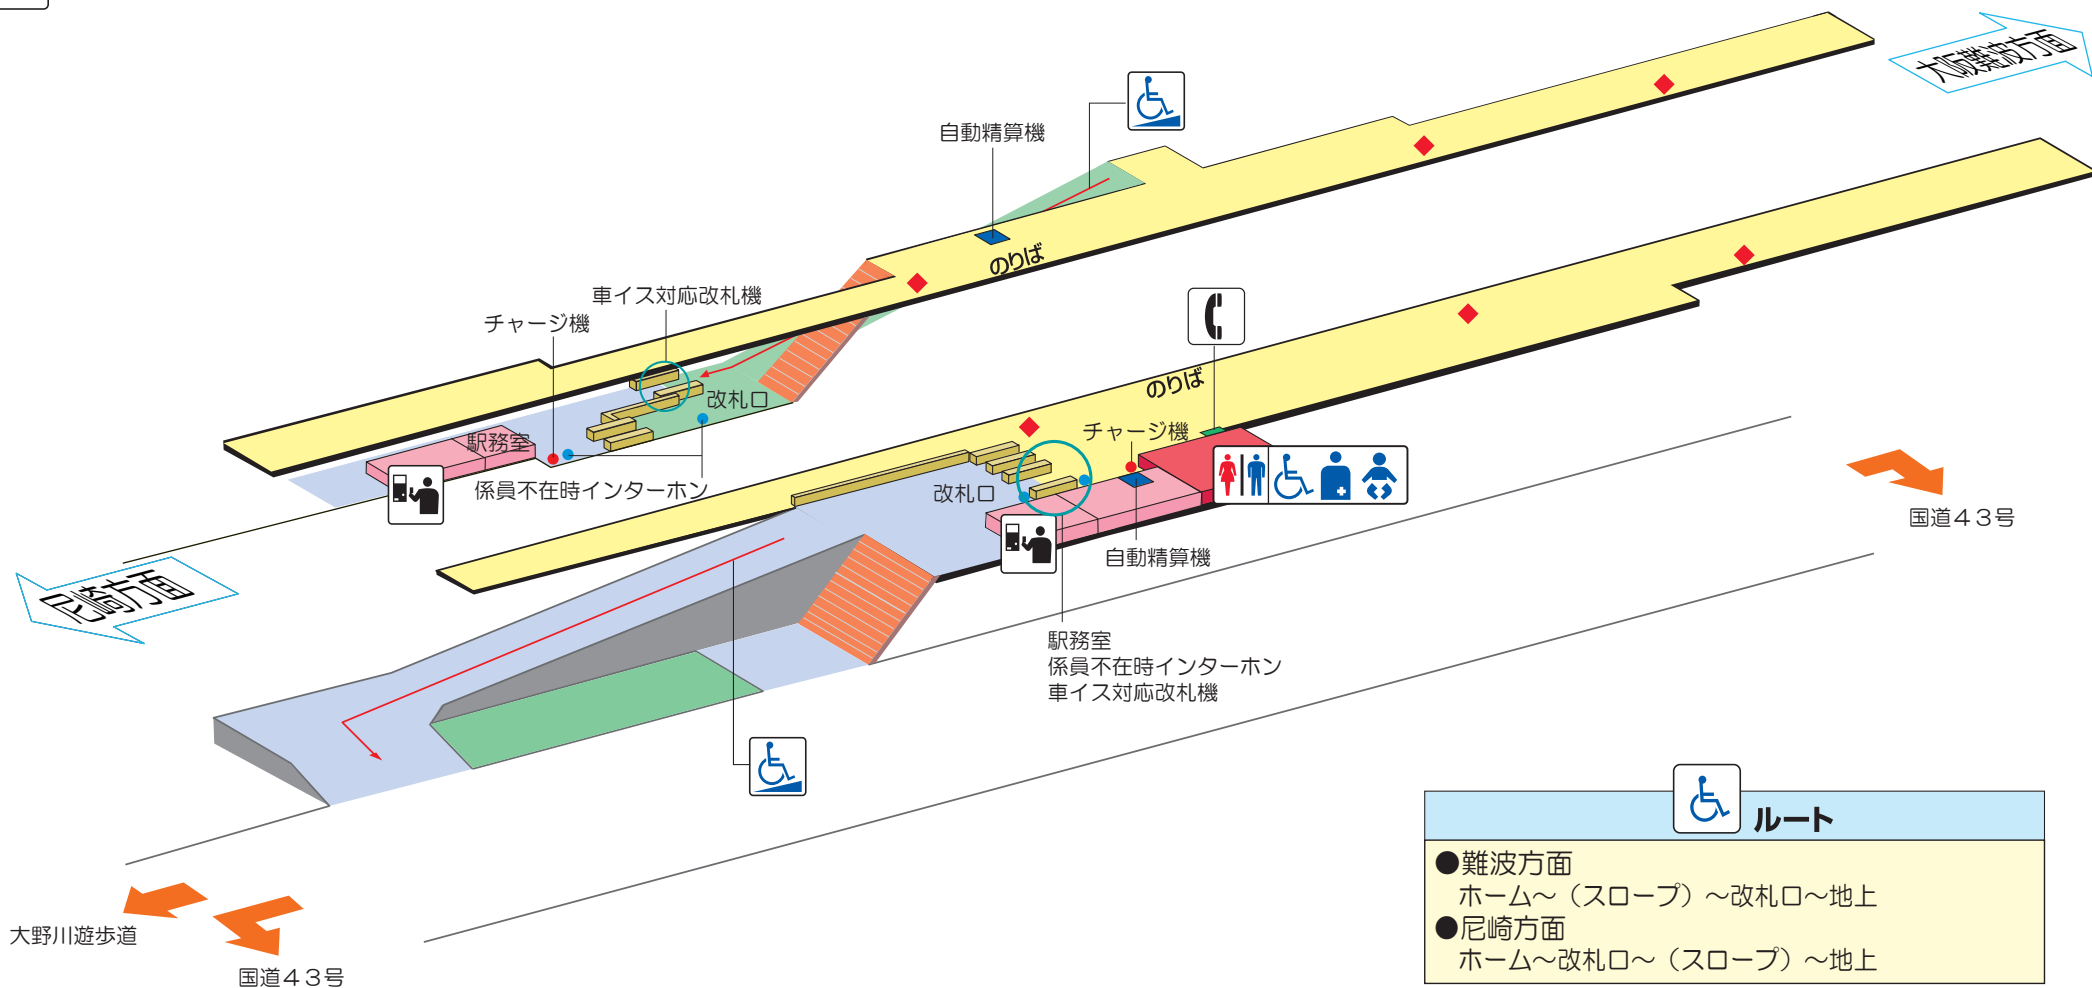 大阪難波方面
自動精算機
のりば
車イス対応改札機
チャージ機
改札口
駅務室
係員不在時インターホン
のりば
チャージ機
改札口
自動精算機
国道43号
尼崎方面
駅務室
係員不在時インターホン
車イス対応改札機
ルート
●難波方面
ホーム〜（スロープ）〜改札口〜地上
●尼崎方面
ホーム〜改札口〜（スロープ）〜地上
大野川遊歩道
国道43号